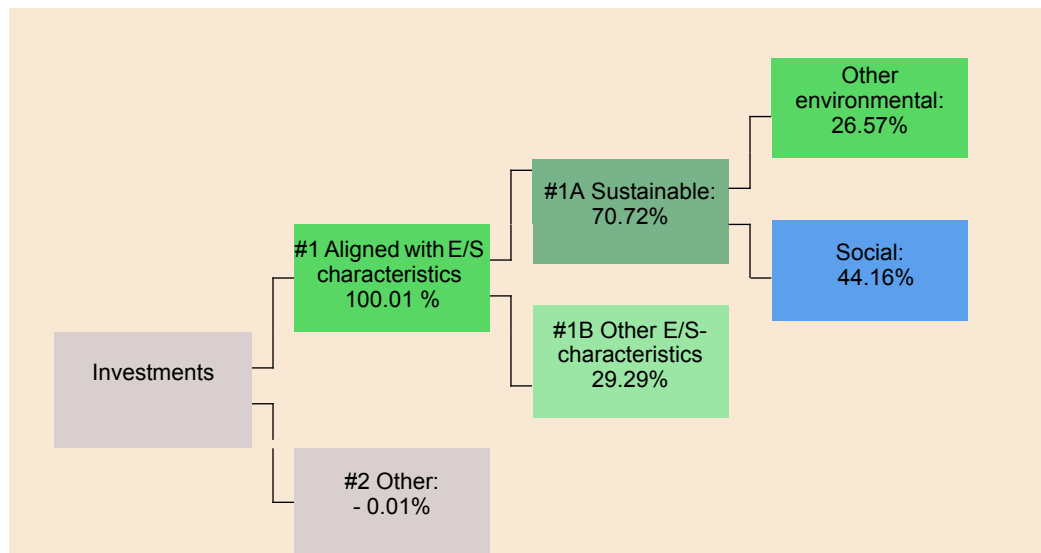 Other
environmental:
26.57%
#1A Sustainable:
70.72%
#1 Aligned with E/S
characteristics
100.01 %
Social:
44.16%
#1B Other E/S-
characteristics
29.29%
Investments
#2 Other:
- 0.01%